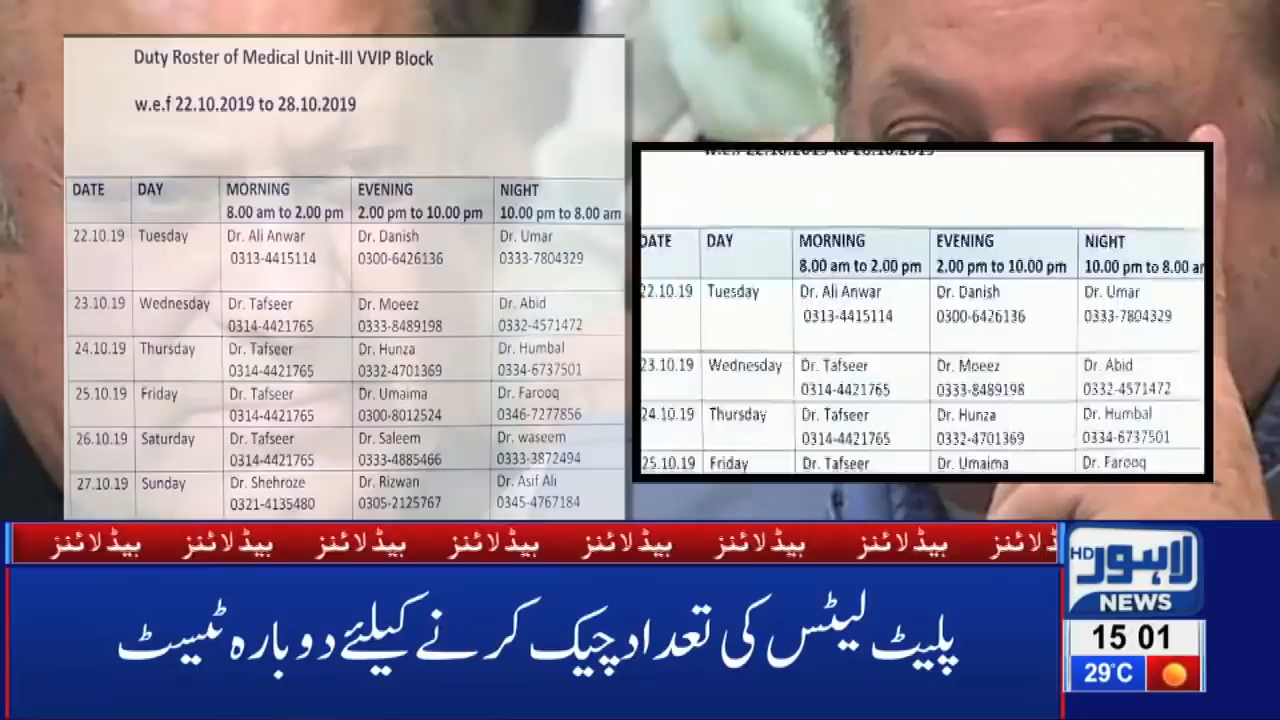 Duty Roster of Medical Unit-III VVIP Block
w.e.f 22.10.2019 to 28.10.2019
DATE DAY MORNING EVENING NIGHT
8.00 am to 2.00 pm 2.00 pm to 10.00 pm 10.00 pm to 8.00 am
22.10.19 Tuesday Dr. Ali Anwar Dr. Danish Dr. Umar
0313-4415114 0300-6426136 0333-7804329
23.10.19 Wednesday Dr. Tafseer Dr. Moeez Dr. Abid
0314-4421765 0333-8489198 0332-4571472
24.10.19 Thursday Dr. Tafseer Dr. Hunza Dr. Humbal
0314-4421765 0332-4701369 0334-6737501
25.10.19 Friday Dr. Tafseer Dr. Umaima Dr. Farooq
0314-4421765 0300-8012524 0346-7277856
26.10.19 Saturday Dr. Tafseer Dr. Saleem Dr. waseem
0314-4421765 0333-4885466 0333-3872494
27.10.19 Sunday Dr. Shehroze Dr. Rizwan Dr. Asif Ali
0321-4135480 0305-2125767 0345-4767184
w.e.f 22.10.2019 to 28.10.2019
DATE DAY MORNING EVENING NIGHT
8.00 am to 2.00 pm 2.00 pm to 10.00 pm 10.00 pm to 8.00 am
22.10.19 Tuesday Dr. Ali Anwar Dr. Danish Dr. Umar
0313-4415114 0300-6426136 0333-7804329
23.10.19 Wednesday Dr. Tafseer Dr. Moeez Dr. Abid
0314-4421765 0333-8489198 0332-4571472
24.10.19 Thursday Dr. Tafseer Dr. Hunza Dr. Humbal
0314-4421765 0332-4701369 0334-6737501
25.10.19 Friday Dr. Tafseer Dr. Umaima Dr. Farooq
ہیڈلائنز ہیڈلائنز ہیڈلائنز ہیڈلائنز ہیڈلائنز ہیڈلائنز ہیڈلائنز
پلیٹ لیٹس کی تعداد چیک کرنے کیلئے دوبارہ ٹیسٹ
HD لاہور
NEWS
15 01
29°C